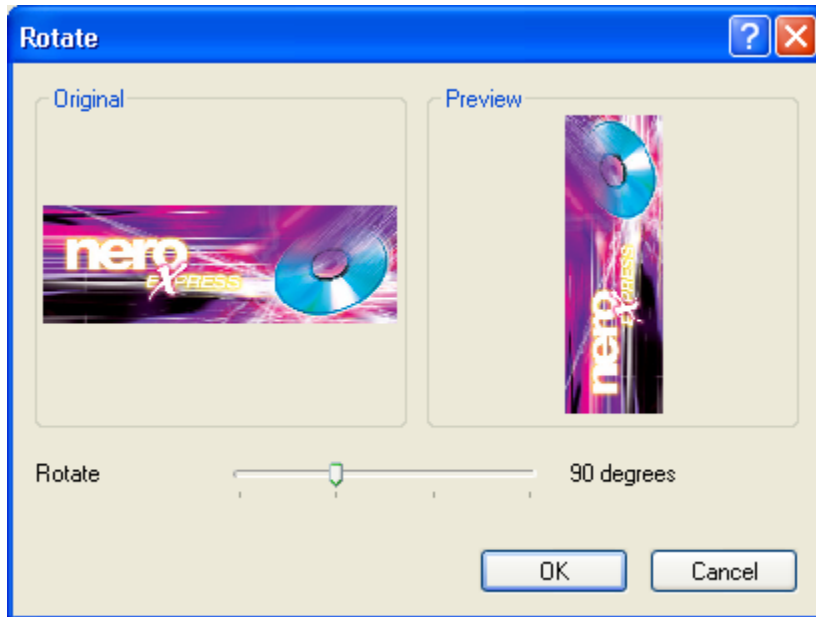 Rotate
Original
Preview
nero
EXPRESS
nero
EXPRESS
Rotate
90 degrees
OK
Cancel